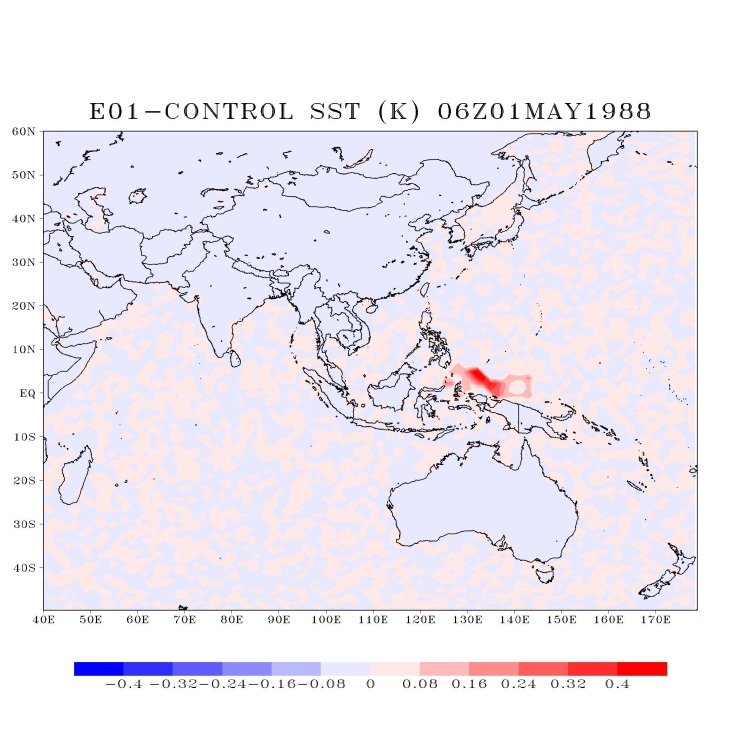 E01−CONTROL SST (K) 06Z01MAY1988
60N
50N
40N
30N
20N
10N
EQ
10S
20S
30S
40S
40E 50E 60E 70E 80E 90E 100E 110E 120E 130E 140E 150E 160E 170E
−0.4 −0.32 −0.24 −0.16 −0.08 0 0.08 0.16 0.24 0.32 0.4